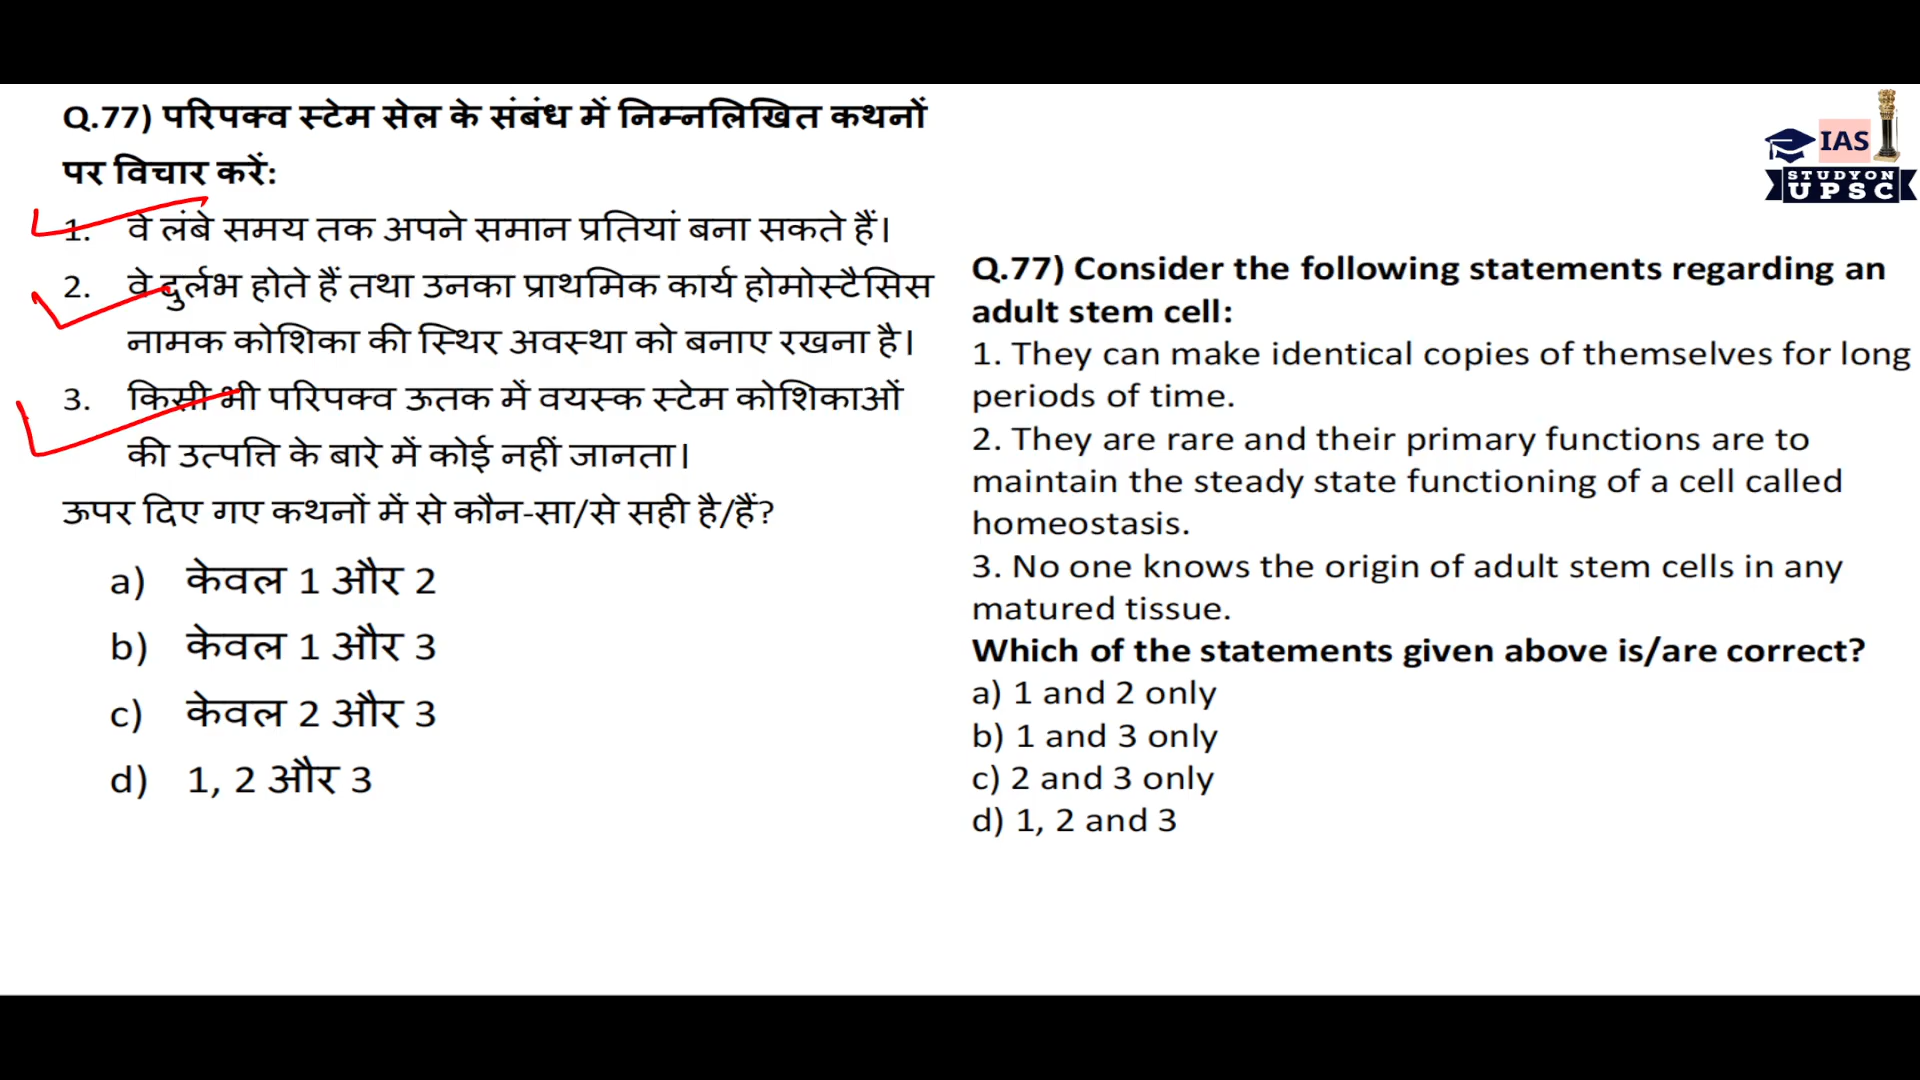 Q.77) परिपक्व स्टेम सेल के संबंध में निम्नलिखित कथनों
पर विचार करें:
1. वे लंबे समय तक अपने समान प्रतियां बना सकते हैं।
2. वे दुर्लभ होते हैं तथा उनका प्राथमिक कार्य होमोस्टैसिस
नामक कोशिका की स्थिर अवस्था को बनाए रखना है।
3. किसी भी परिपक्व ऊतक में वयस्क स्टेम कोशिकाओं
की उत्पत्ति के बारे में कोई नहीं जानता।
ऊपर दिए गए कथनों में से कौन-सा/से सही है/हैं?
a) केवल 1 और 2
b) केवल 1 और 3
c) केवल 2 और 3
d) 1, 2 और 3
IAS
STUDYON
UPSC
Q.77) Consider the following statements regarding an
adult stem cell:
1. They can make identical copies of themselves for long
periods of time.
2. They are rare and their primary functions are to
maintain the steady state functioning of a cell called
homeostasis.
3. No one knows the origin of adult stem cells in any
matured tissue.
Which of the statements given above is/are correct?
a) 1 and 2 only
b) 1 and 3 only
c) 2 and 3 only
d) 1, 2 and 3